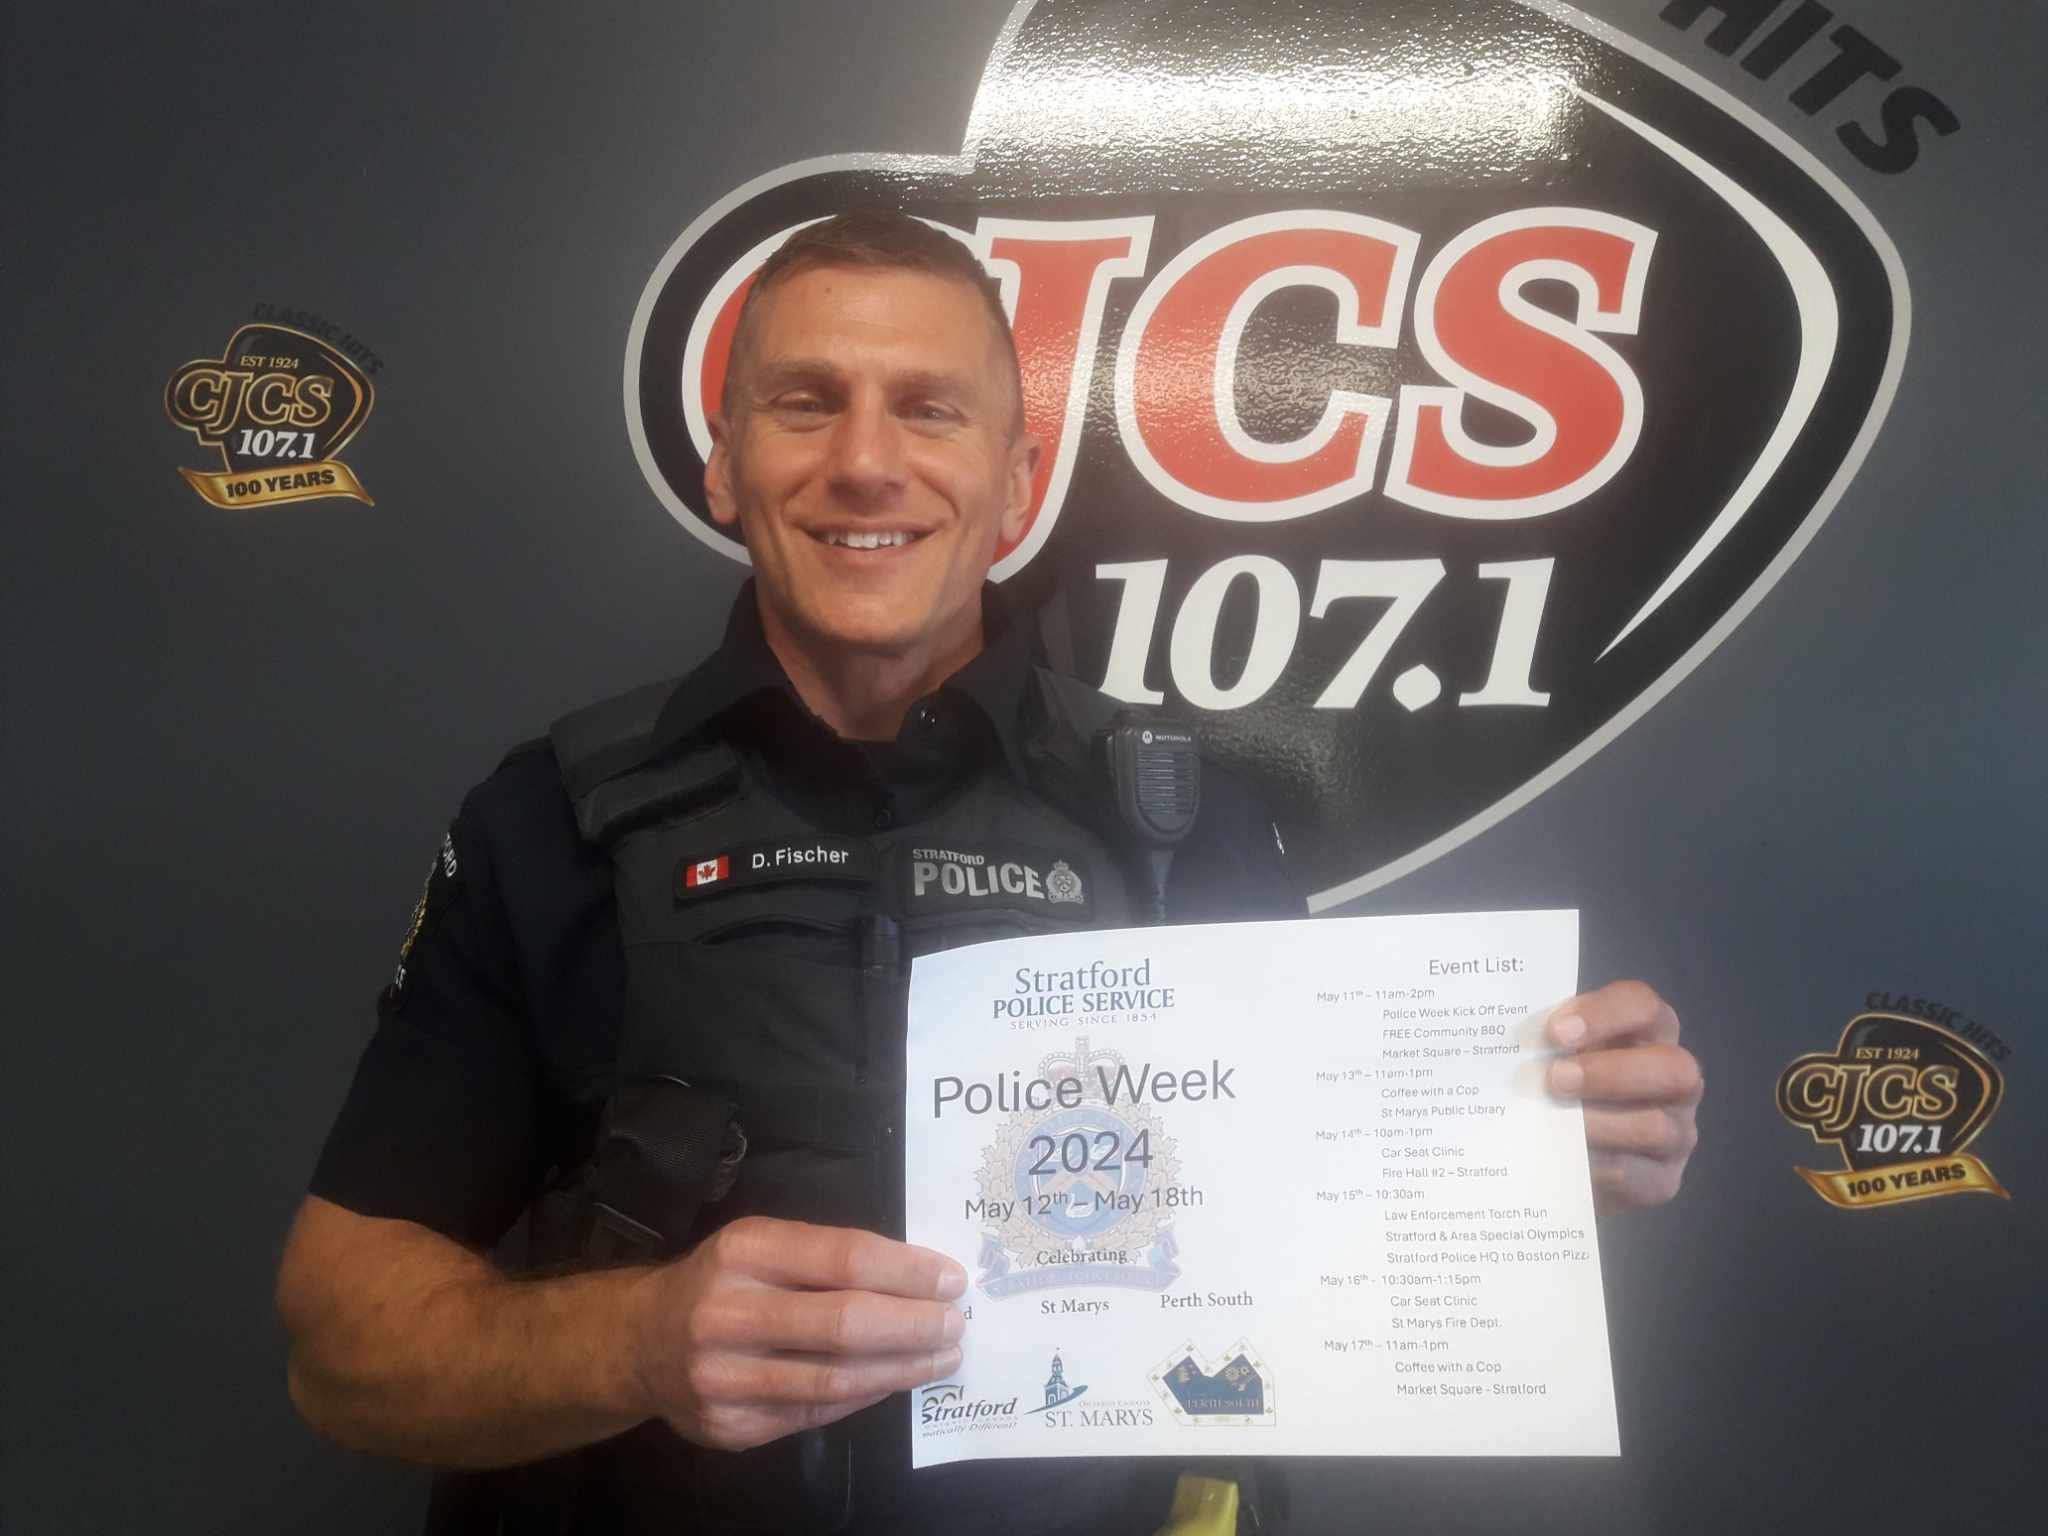 HITS
CJCS
107.1
CLASSIC HITS
EST 1924
CJCS
107.1
100 YEARS
MOTOROLA
D. Fischer
STRATFORD
POLICE
Stratford
POLICE SERVICE
SERVING SINCE 1854
Police Week
2024
May 12th – May 18th
Celebrating
St Marys
Perth South
Stratford
ONTARIO CANADA
ST. MARYS
PERTH SOUTH
Event List:
May 11th – 11am-2pm
Police Week Kick Off Event
FREE Community BBQ
Market Square – Stratford
May 13th – 11am-1pm
Coffee with a Cop
St Marys Public Library
May 14th – 10am-1pm
Car Seat Clinic
Fire Hall #2 – Stratford
May 15th – 10:30am
Law Enforcement Torch Run
Stratford & Area Special Olympics
Stratford Police HQ to Boston Pizz
May 16th - 10:30am-1:15pm
Car Seat Clinic
St Marys Fire Dept.
May 17th – 11am-1pm
Coffee with a Cop
Market Square - Stratford
CLASSIC HITS
EST 1924
CJCS
107.1
100 YEARS